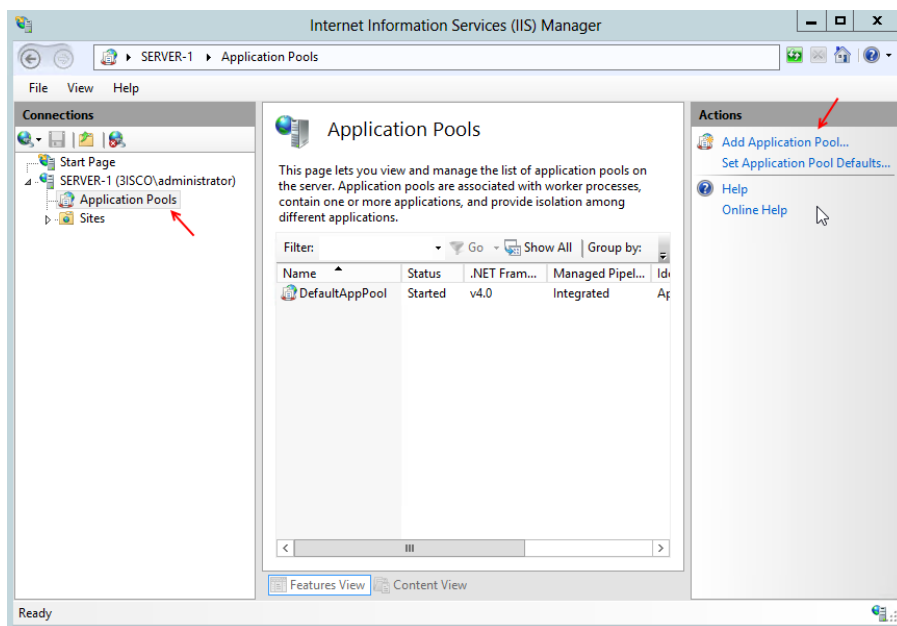 Internet Information Services (IIS) Manager
SERVER-1 Application Pools
File View Help
Connections
Start Page
SERVER-1 (3ISCO\administrator)
Application Pools
Sites
Application Pools
This page lets you view and manage the list of application pools on
the server. Application pools are associated with worker processes,
contain one or more applications, and provide isolation among
different applications.
Filter: Go Show All Group by:
Name Status .NET Fram... Managed Pipel... Ide
DefaultAppPool Started v4.0 Integrated Ap
Features View Content View
Actions
Add Application Pool...
Set Application Pool Defaults...
Help
Online Help
Ready